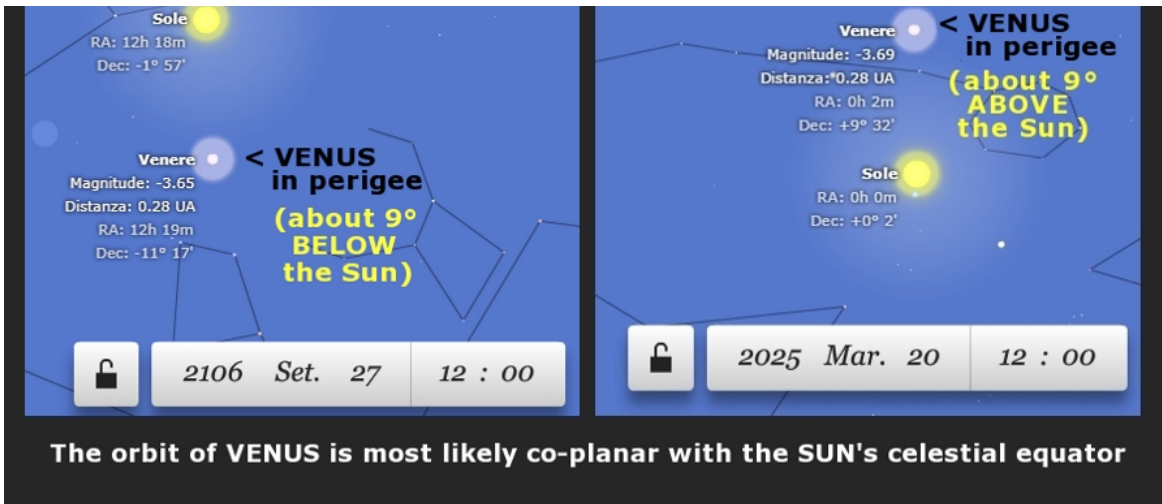 Sole
RA: 12h 18m
Dec: -1° 57'
Venere
Magnitude: -3.65
Distanza: 0.28 UA
RA: 12h 19m
Dec: -11° 17'
< VENUS
in perigee
(about 9°
BELOW
the Sun)
2106 Set. 27 12 : 00
Venere
Magnitude: -3.69
Distanza: 0.28 UA
RA: 0h 2m
Dec: +9° 32'
< VENUS
in perigee
(about 9°
ABOVE
the Sun)
Sole
RA: 0h 0m
Dec: +0° 2'
2025 Mar. 20 12 : 00
The orbit of VENUS is most likely co-planar with the SUN's celestial equator